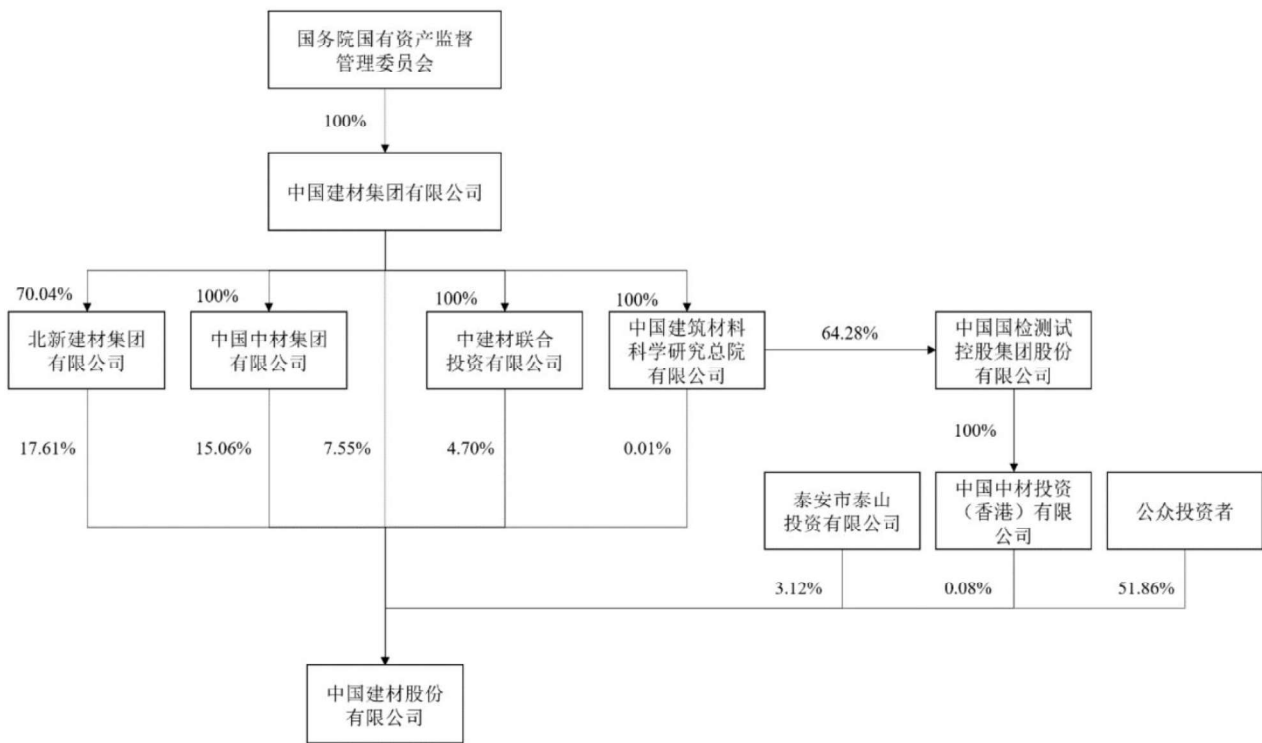 国务院国有资产监督
管理委员会
100%
中国建材集团有限公司
70.04%
100%
100%
100%
北新建材集团
有限公司
中国中材集团
有限公司
中建材联合
投资有限公司
中国建筑材料
科学研究总院
有限公司
64.28%
中国国检测试
控股集团股份
有限公司
17.61%
15.06%
7.55%
4.70%
0.01%
100%
泰安市泰山
投资有限公司
中国中材投资
（香港）有限
公司
公众投资者
3.12%
0.08%
51.86%
中国建材股份
有限公司